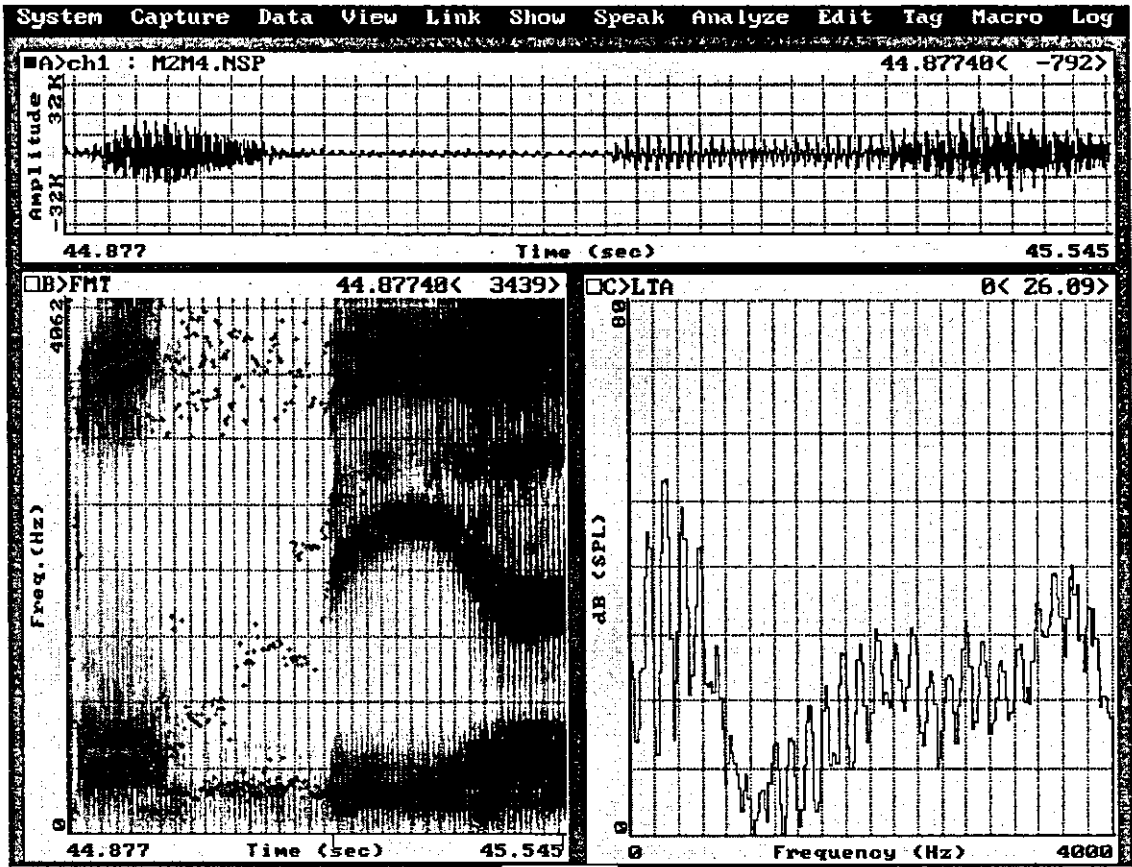 System Capture Data View Link Show Speak Analyze Edit Tag Macro Log
■A>ch1 : M2M4.NSP 44.87740< -792>
Amplitude
32K
-32K
44.877 Time (sec) 45.545
□B>FMT 44.87740< 3439>
4062
Freq.(Hz)
0
44.877 Time (sec) 45.545
□C>LTA 0< 26.09>
80
dB (SPL)
0
0 Frequency (Hz) 4000